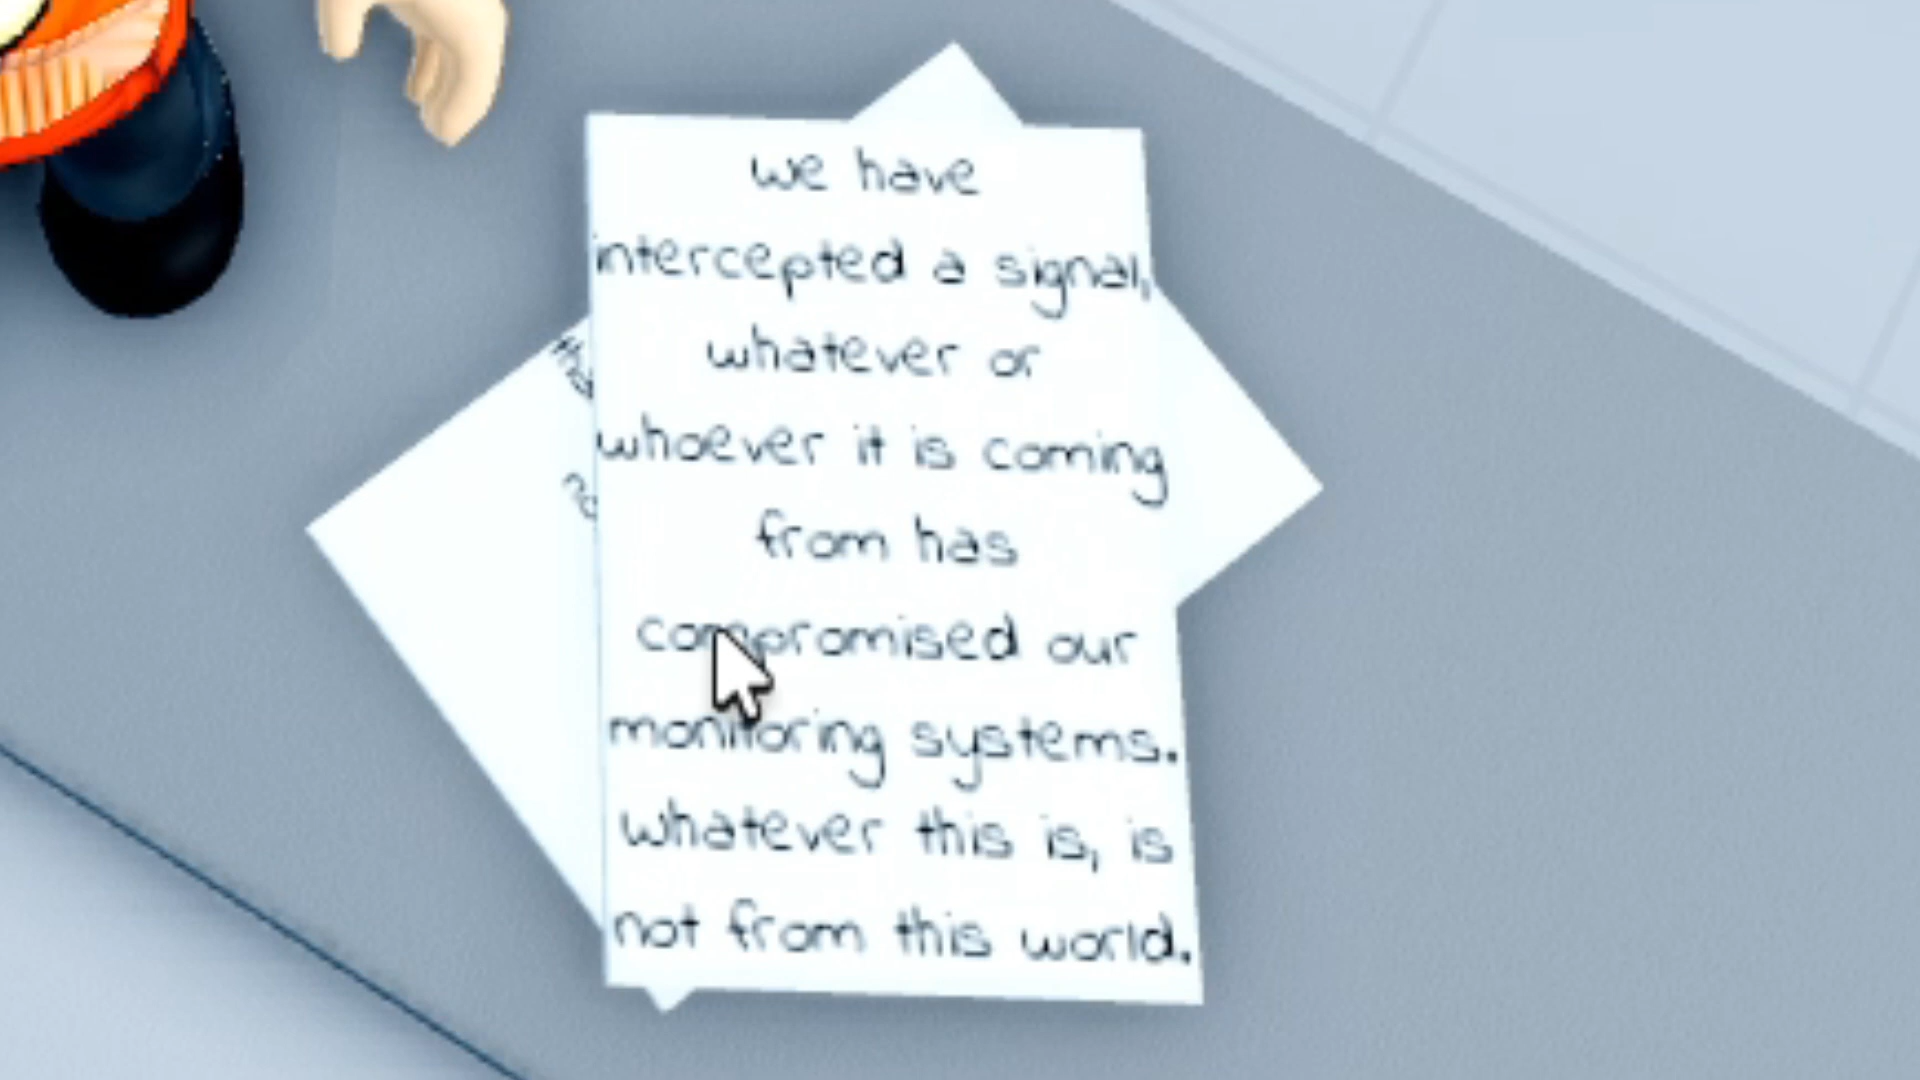 we have
intercepted a signal,
whatever or
whoever it is coming
from has
compromised our
monitoring systems.
whatever this is, is
not from this world.